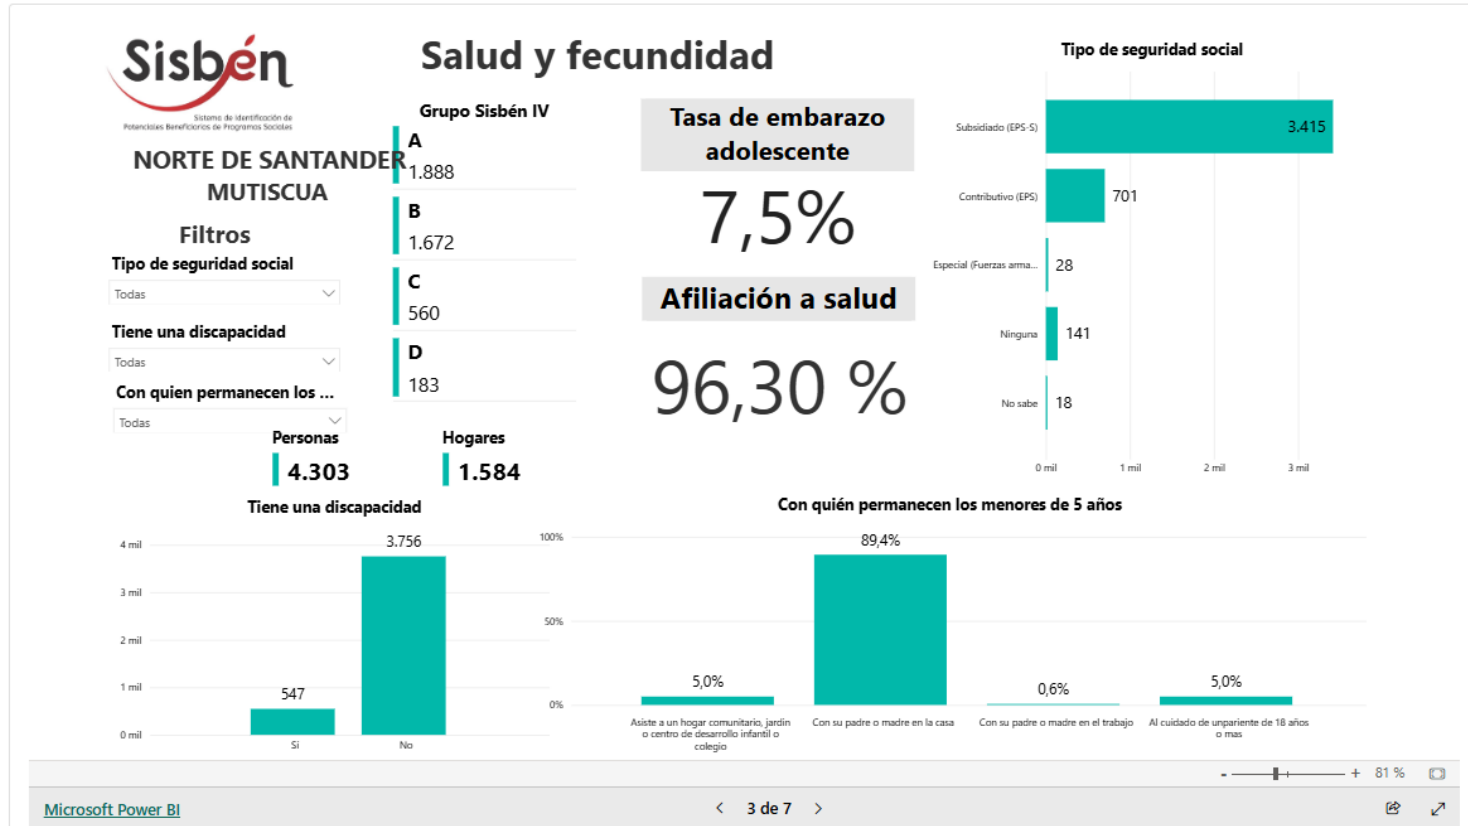 Sisbén
Sistema de Identificación de
Potenciales Beneficiarios de Programas Sociales
NORTE DE SANTANDER
MUTISCUA
Filtros
Tipo de seguridad social
Todas
Tiene una discapacidad
Todas
Con quien permanecen los ...
Todas
Salud y fecundidad
Grupo Sisbén IV
A
1.888
B
1.672
C
560
D
183
Personas
4.303
Hogares
1.584
Tasa de embarazo
adolescente
7,5%
Afiliación a salud
96,30 %
Tipo de seguridad social
Subsidiado (EPS-S)
3.415
Contributivo (EPS)
701
Especial (Fuerzas arma...
28
Ninguna
141
No sabe
18
0 mil
1 mil
2 mil
3 mil
Tiene una discapacidad
4 mil
3 mil
2 mil
1 mil
0 mil
547
3.756
Si
No
Con quién permanecen los menores de 5 años
100%
50%
0%
5,0%
89,4%
0,6%
5,0%
Asiste a un hogar comunitario, jardin
o centro de desarrollo infantil o
colegio
Con su padre o madre en la casa
Con su padre o madre en el trabajo
Al cuidado de unpariente de 18 años
o mas
- + 81 %
Microsoft Power BI
< 3 de 7 >